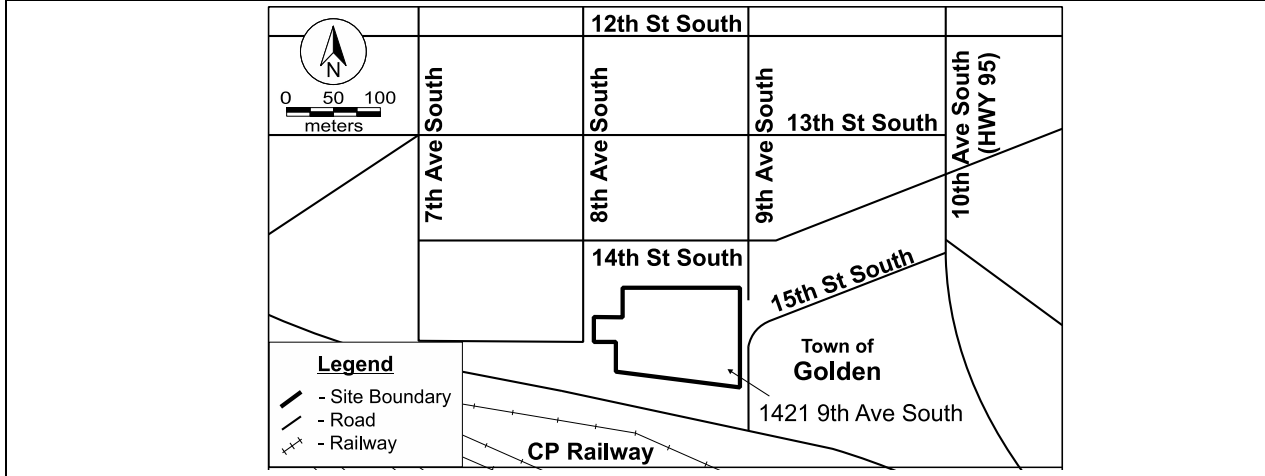 12th St South
N
0 50 100
meters
7th Ave South
8th Ave South
9th Ave South
10th Ave South
(HWY 95)
13th St South
14th St South
15th St South
Town of
Golden
1421 9th Ave South
Legend
- Site Boundary
- Road
- Railway
CP Railway